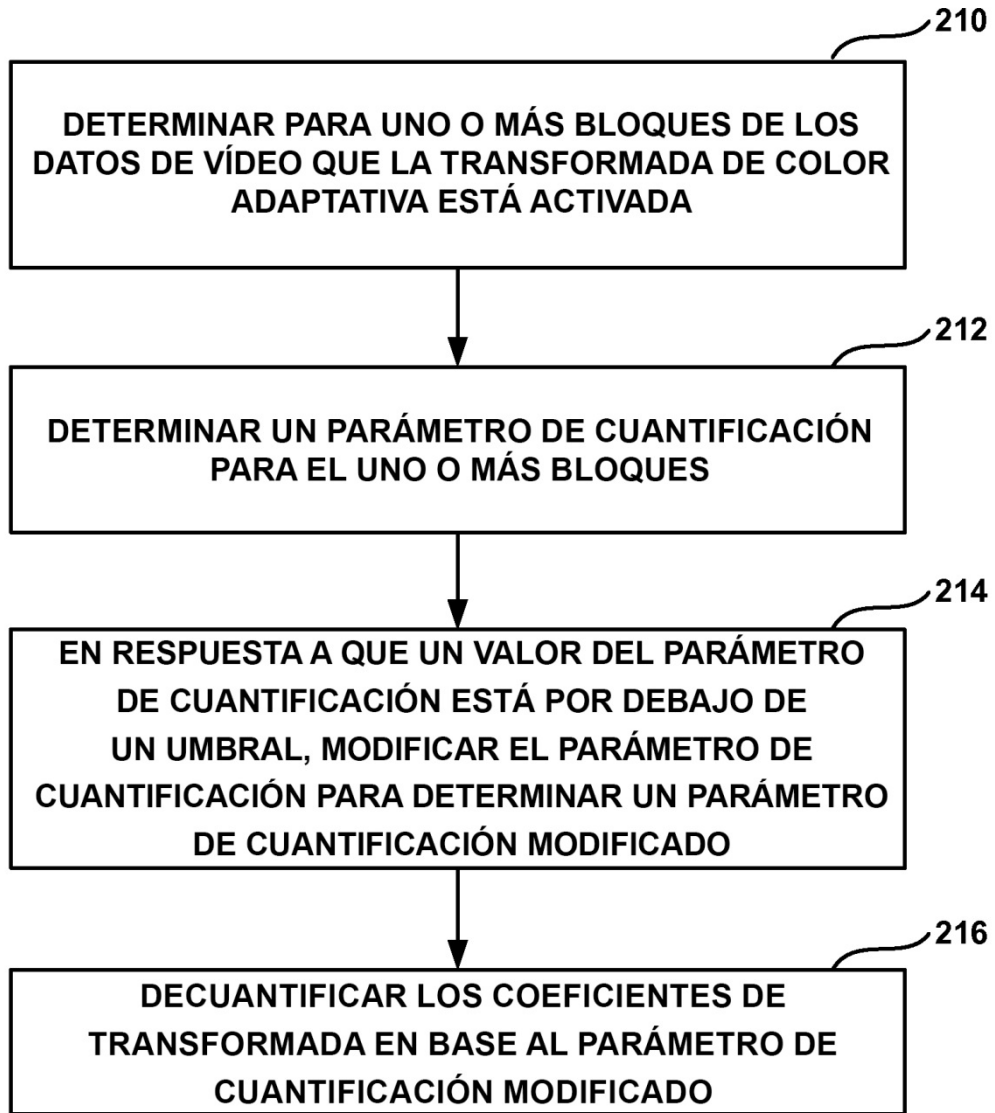 210
DETERMINAR PARA UNO O MÁS BLOQUES DE LOS
DATOS DE VÍDEO QUE LA TRANSFORMADA DE COLOR
ADAPTATIVA ESTÁ ACTIVADA
212
DETERMINAR UN PARÁMETRO DE CUANTIFICACIÓN
PARA EL UNO O MÁS BLOQUES
214
EN RESPUESTA A QUE UN VALOR DEL PARÁMETRO
DE CUANTIFICACIÓN ESTÁ POR DEBAJO DE
UN UMBRAL, MODIFICAR EL PARÁMETRO DE
CUANTIFICACIÓN PARA DETERMINAR UN PARÁMETRO
DE CUANTIFICACIÓN MODIFICADO
216
DECUANTIFICAR LOS COEFICIENTES DE
TRANSFORMADA EN BASE AL PARÁMETRO DE
CUANTIFICACIÓN MODIFICADO